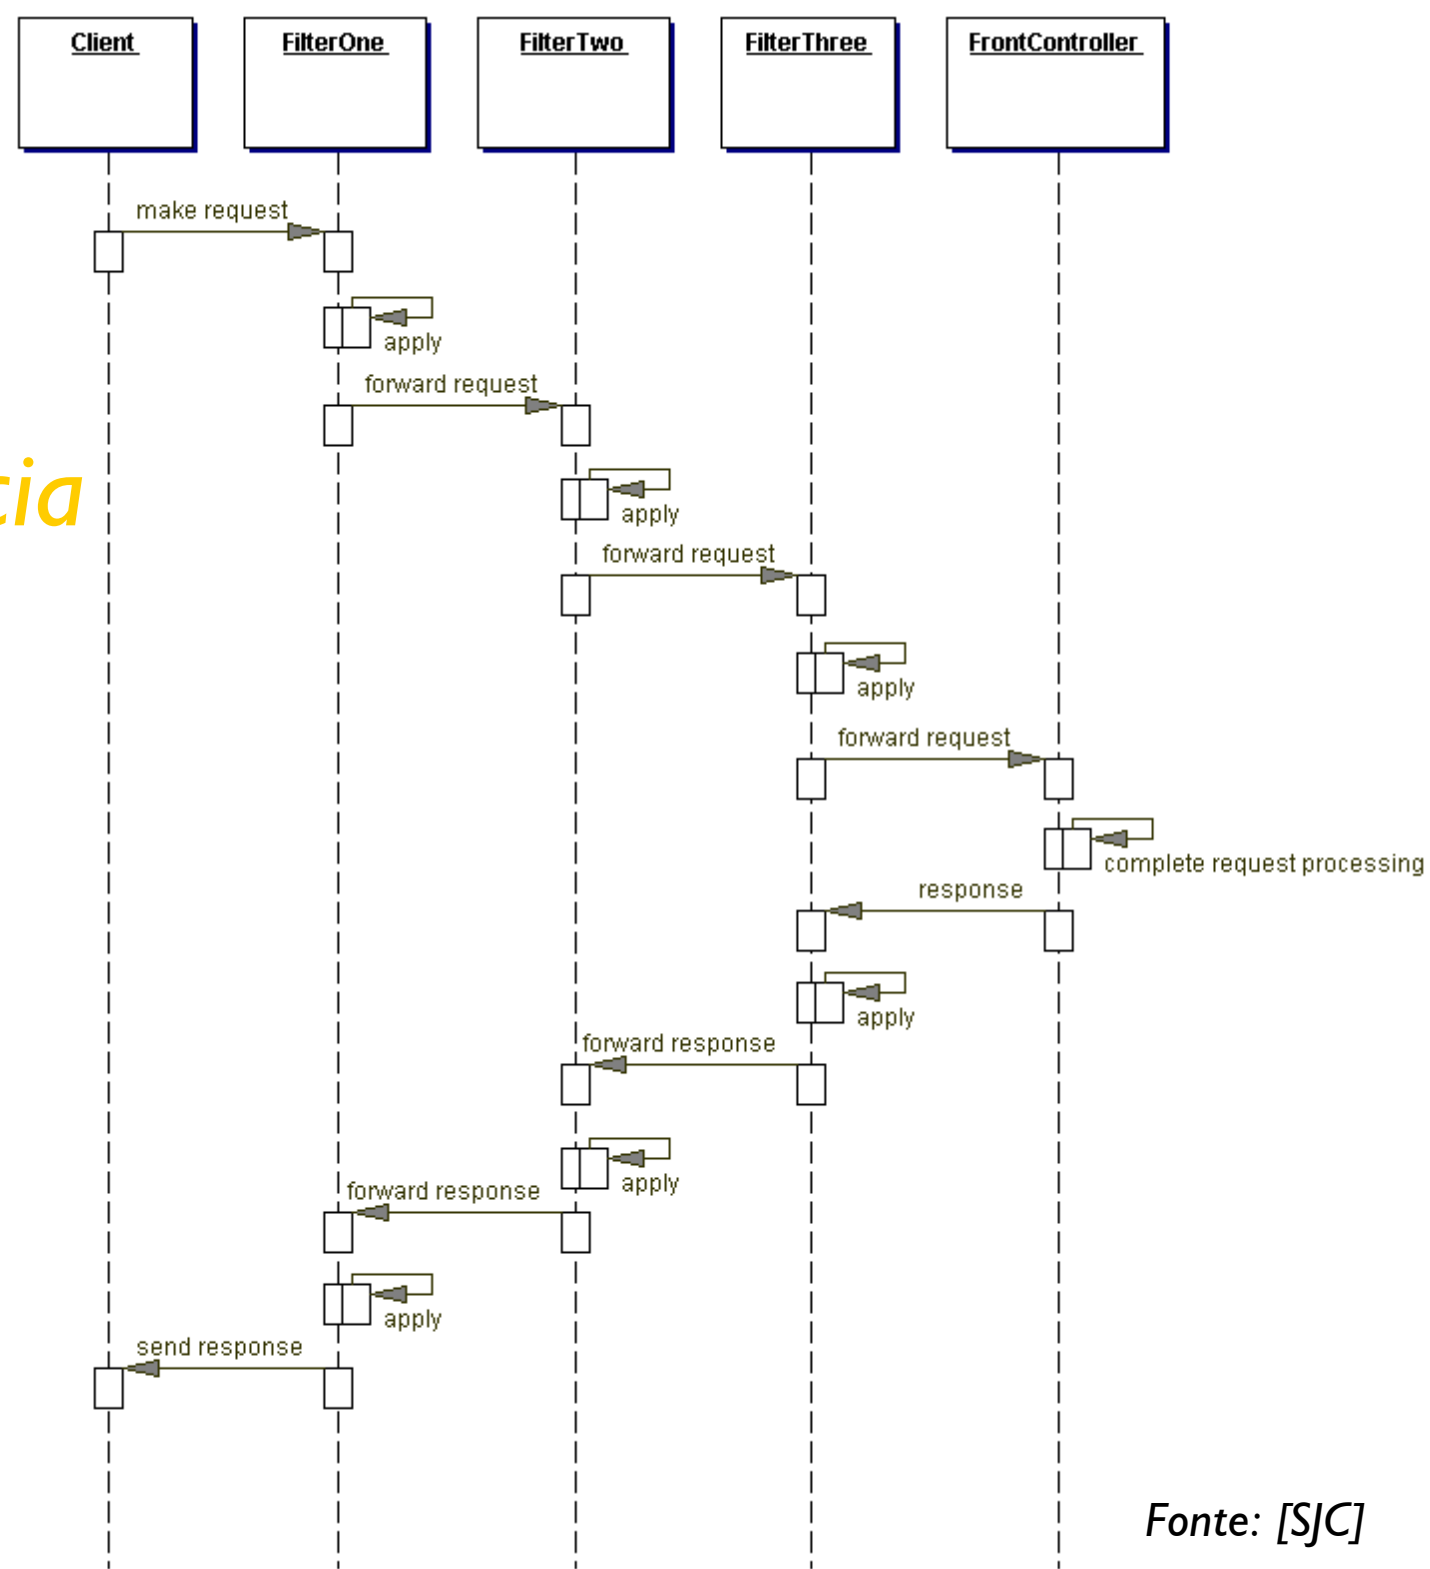 Client
FilterOne
FilterTwo
FilterThree
FrontController
make request
apply
forward request
cia
apply
forward request
apply
forward request
complete request processing
response
apply
forward response
apply
forward response
apply
send response
Fonte: [SJC]